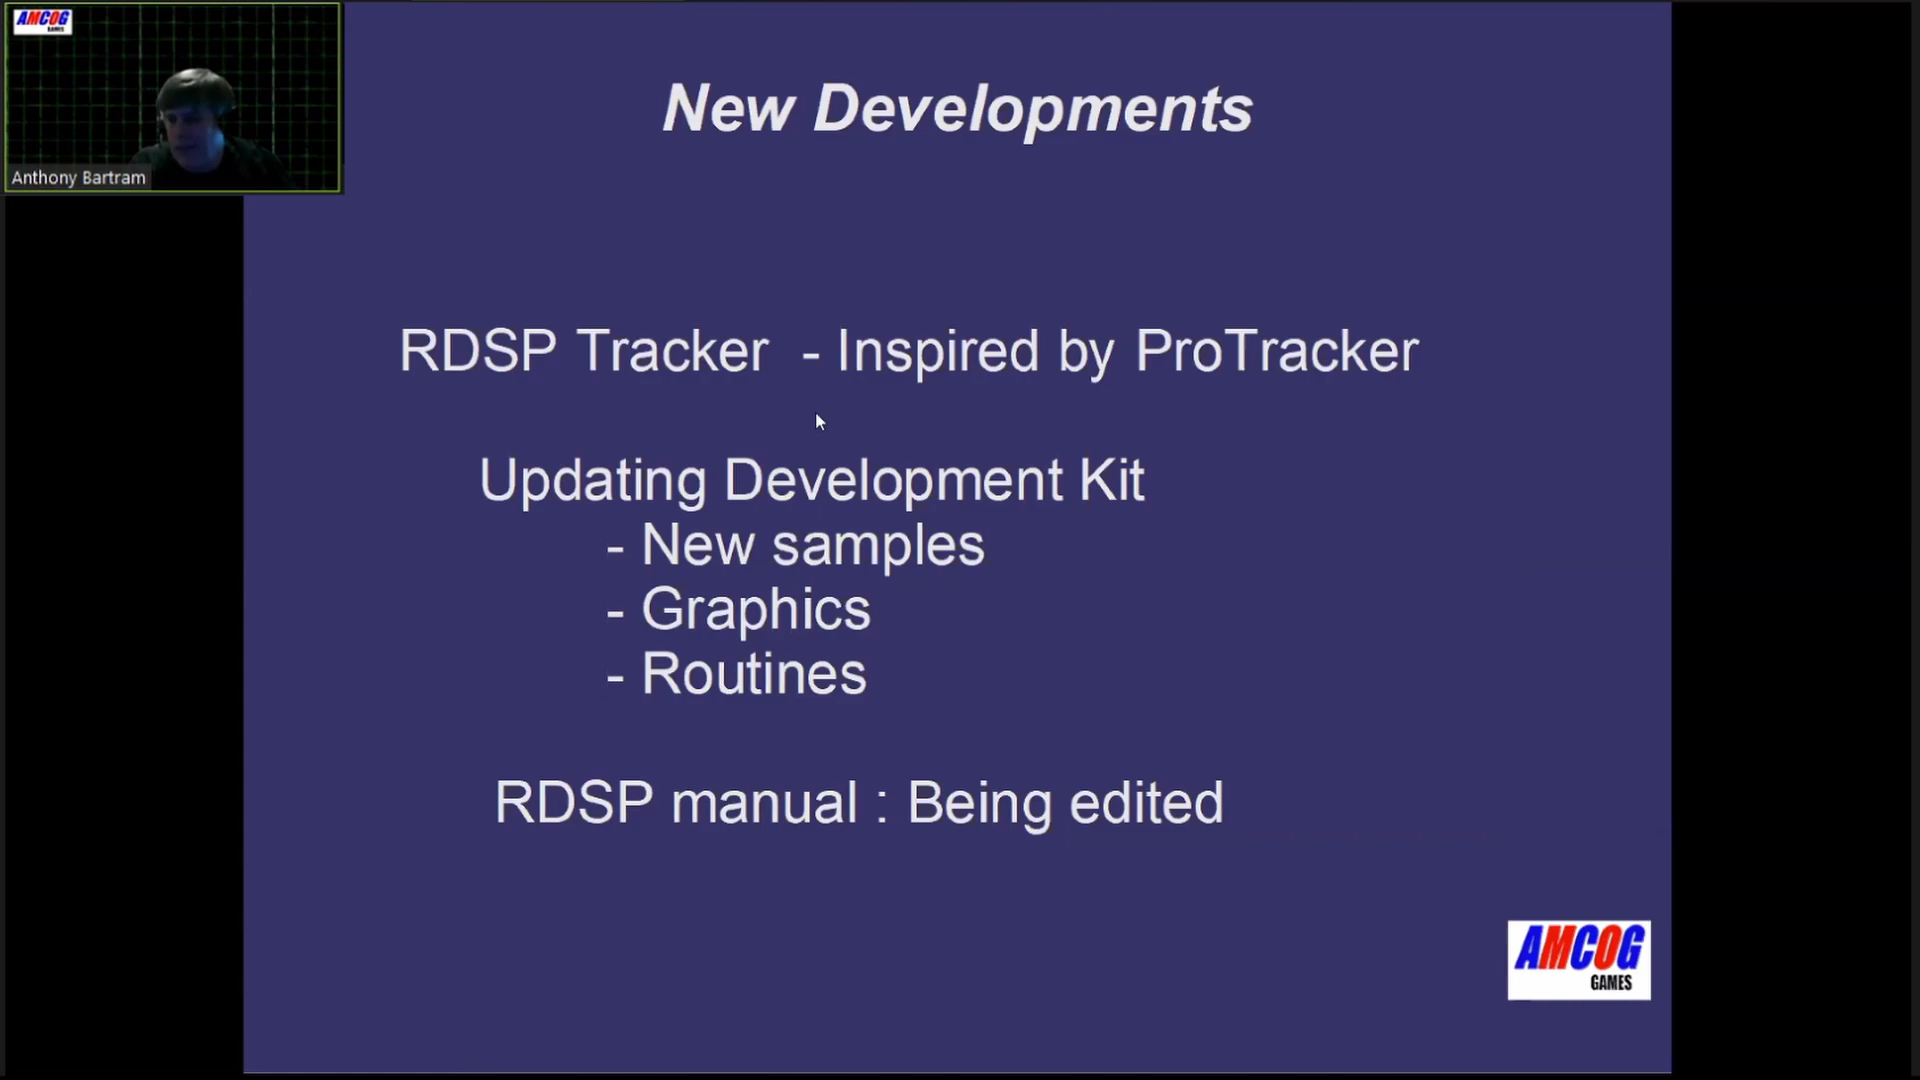 AMCOG
GAMES
Anthony Bartram
New Developments
RDSP Tracker - Inspired by ProTracker
Updating Development Kit
- New samples
- Graphics
- Routines
RDSP manual : Being edited
AMCOG
GAMES